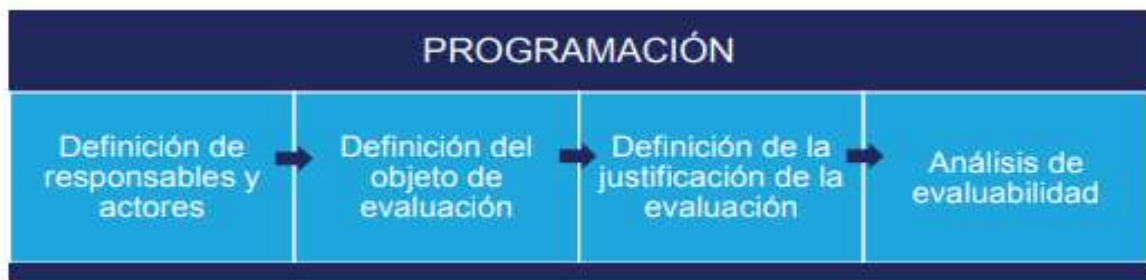 PROGRAMACIÓN
Definición de
responsables y
actores
Definición del
objeto de
evaluación
Definición de la
justificación de la
evaluación
Análisis de
evaluabilidad